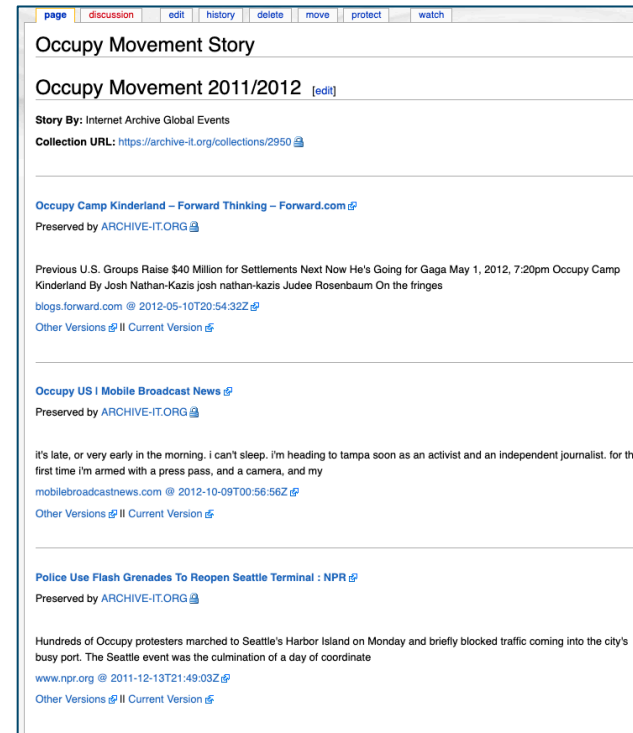 page discussion edit history delete move protect watch
Occupy Movement Story
Occupy Movement 2011/2012 [edit]
Story By: Internet Archive Global Events
Collection URL: https://archive-it.org/collections/2950
Occupy Camp Kinderland – Forward Thinking – Forward.com
Preserved by ARCHIVE-IT.ORG
Previous U.S. Groups Raise $40 Million for Settlements Next Now He's Going for Gaga May 1, 2012, 7:20pm Occupy Camp
Kinderland By Josh Nathan-Kazis josh nathan-kazis Judee Rosenbaum On the fringes
blogs.forward.com @ 2012-05-10T20:54:32Z
Other Versions || Current Version
Occupy US | Mobile Broadcast News
Preserved by ARCHIVE-IT.ORG
it's late, or very early in the morning. i can't sleep. i'm heading to tampa soon as an activist and an independent journalist. for th
first time i'm armed with a press pass, and a camera, and my
mobilebroadcastnews.com @ 2012-10-09T00:56:56Z
Other Versions || Current Version
Police Use Flash Grenades To Reopen Seattle Terminal : NPR
Preserved by ARCHIVE-IT.ORG
Hundreds of Occupy protesters marched to Seattle's Harbor Island on Monday and briefly blocked traffic coming into the city's
busy port. The Seattle event was the culmination of a day of coordinate
www.npr.org @ 2011-12-13T21:49:03Z
Other Versions || Current Version